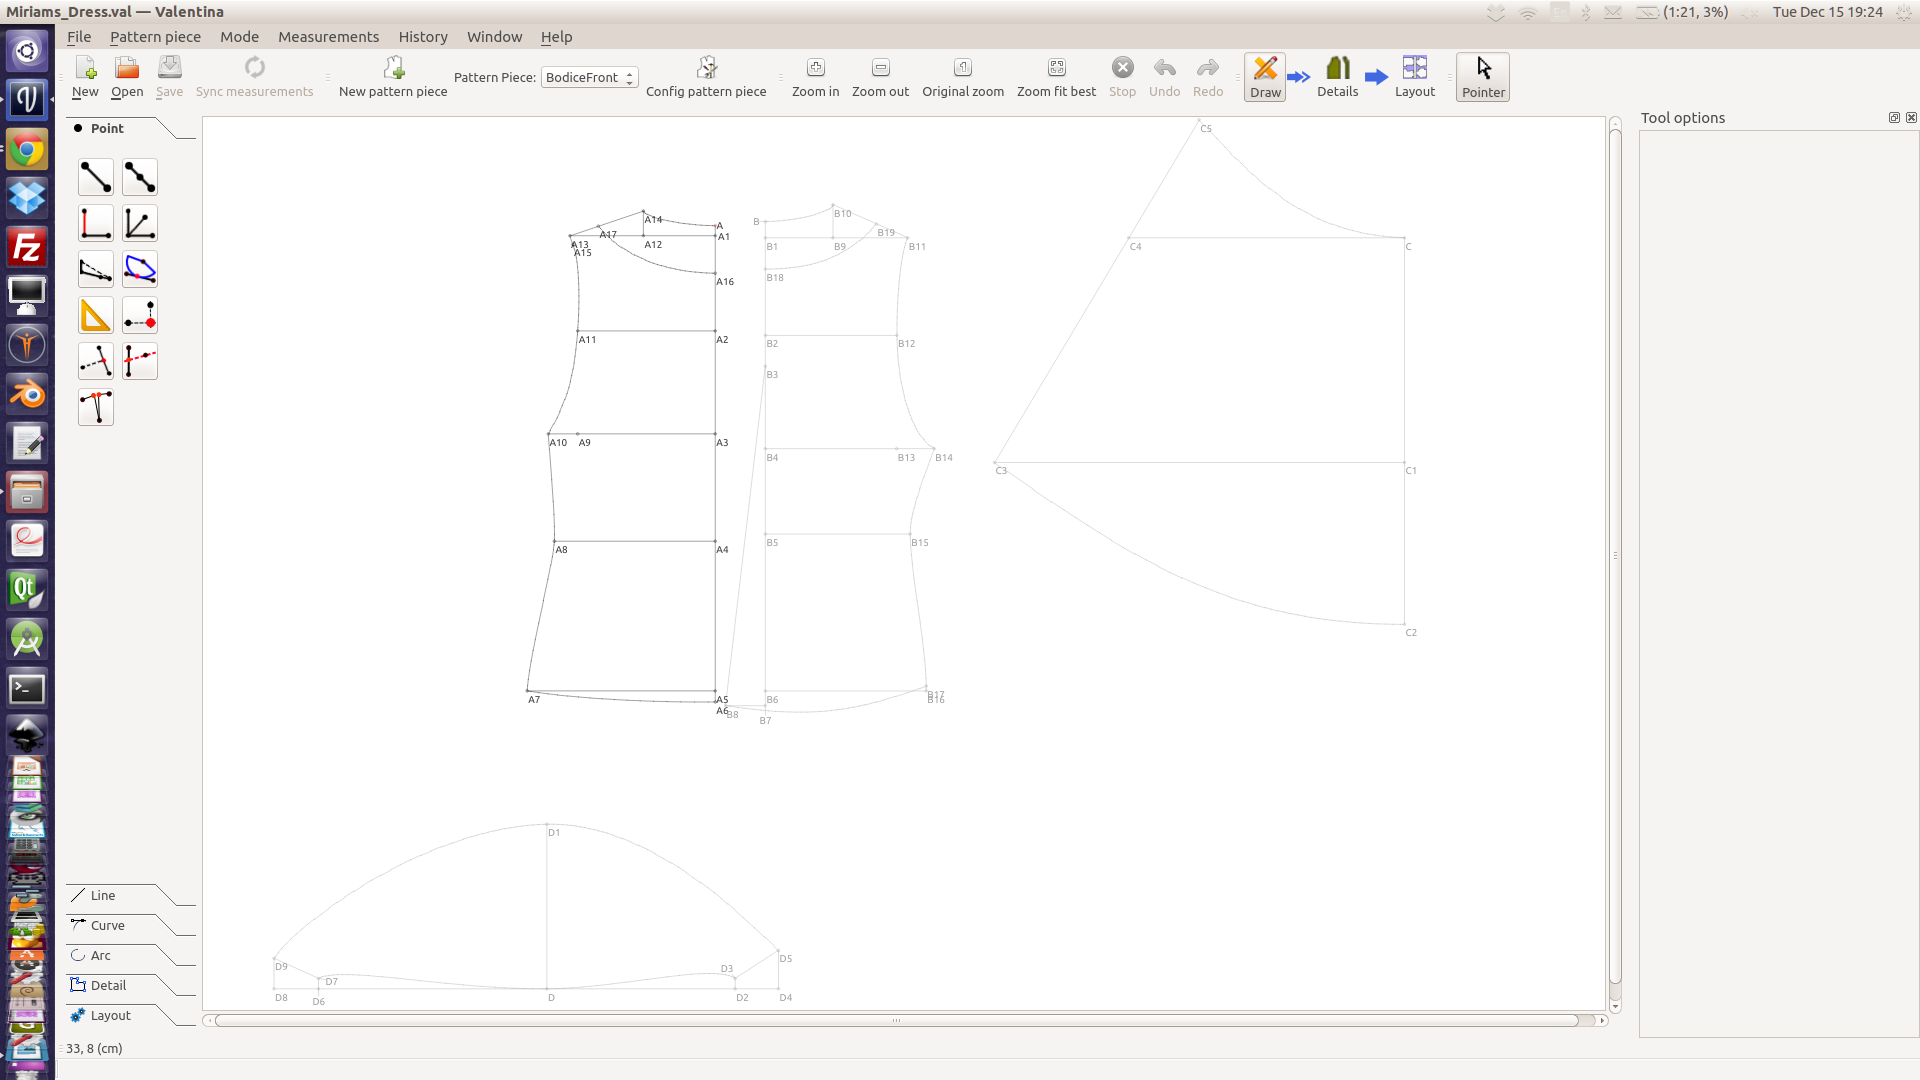 Miriams_Dress.val — Valentina
(1:21, 3%) Tue Dec 15 19:24
File Pattern piece Mode Measurements History Window Help
New Open Save Sync measurements New pattern piece Pattern Piece: BodiceFront Config pattern piece Zoom in Zoom out Original zoom Zoom fit best Stop Undo Redo Draw Details Layout Pointer
Point
Tool options
C5
A14 A B B10
A17 A1 B19
A13 A12 B1 B9 B11 C4 C
A15
A16 B18
A11 A2 B2 B12
B3
A10 A9 A3 B4 B13 B14
C3 C1
A8 A4 B5 B15
C2
A7 A5 B6 B17
B16
A6 B8
B7
D1
Line
Curve
Arc
Detail
Layout
D9 D7 D3 D5
D8 D6 D D2 D4
33, 8 (cm)